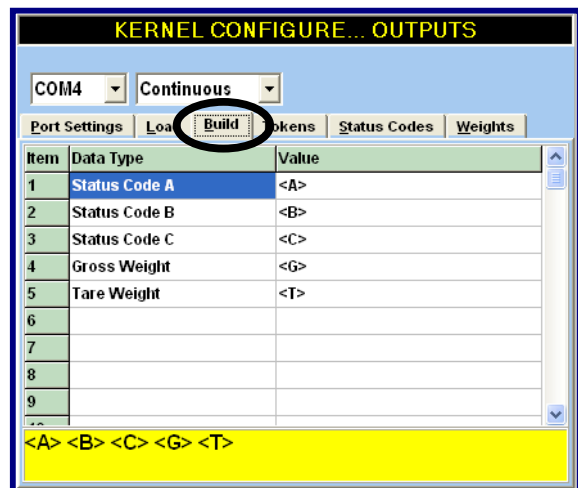 KERNEL CONFIGURE... OUTPUTS
COM4 Continuous
Port Settings Build Tokens Status Codes Weights
Item Data Type Value
1 Status Code A <A>
2 Status Code B <B>
3 Status Code C <C>
4 Gross Weight <G>
5 Tare Weight <T>
6
7
8
9
<A> <B> <C> <G> <T>